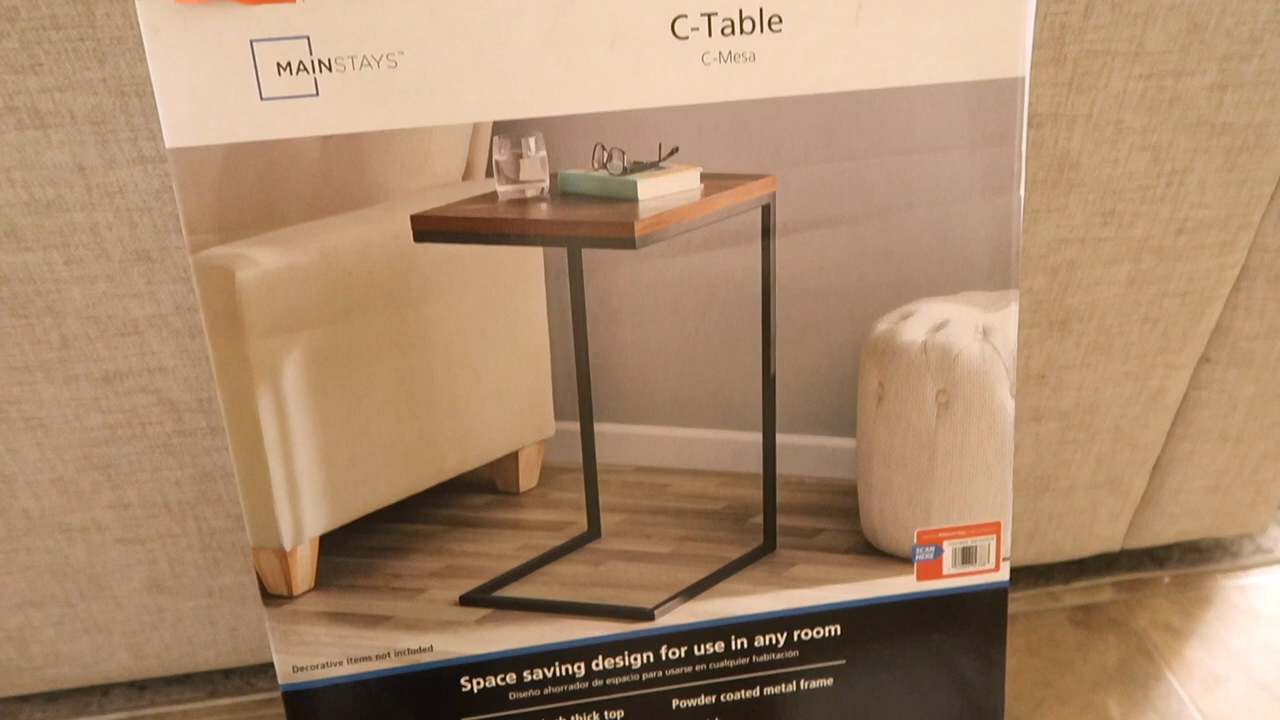 MAINSTAYS™
C-Table
C-Mesa
SCAN HERE
Decorative items not included
Space saving design for use in any room
Diseño ahorrador de espacio para usarse en cualquier habitación
thick top
Powder coated metal frame